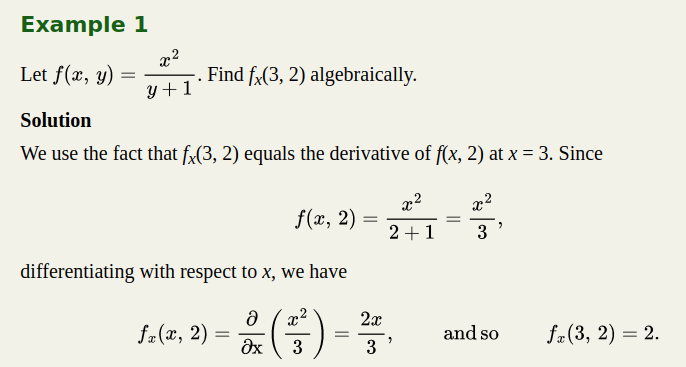 Example 1
Let f(x, y) = x²/(y + 1). Find fₓ(3, 2) algebraically.
Solution
We use the fact that fₓ(3, 2) equals the derivative of f(x, 2) at x = 3. Since
f(x, 2) = x²/(2 + 1) = x²/3,
differentiating with respect to x, we have
fₓ(x, 2) = ∂/∂x (x²/3) = 2x/3, and so fₓ(3, 2) = 2.